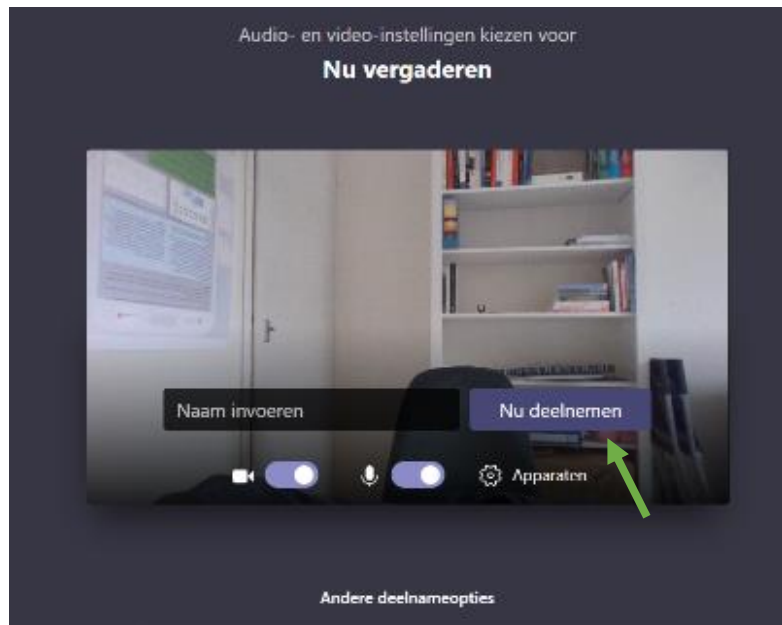 Audio- en video-instellingen kiezen voor
Nu vergaderen
Naam invoeren
Nu deelnemen
Apparaten
Andere deelnameopties